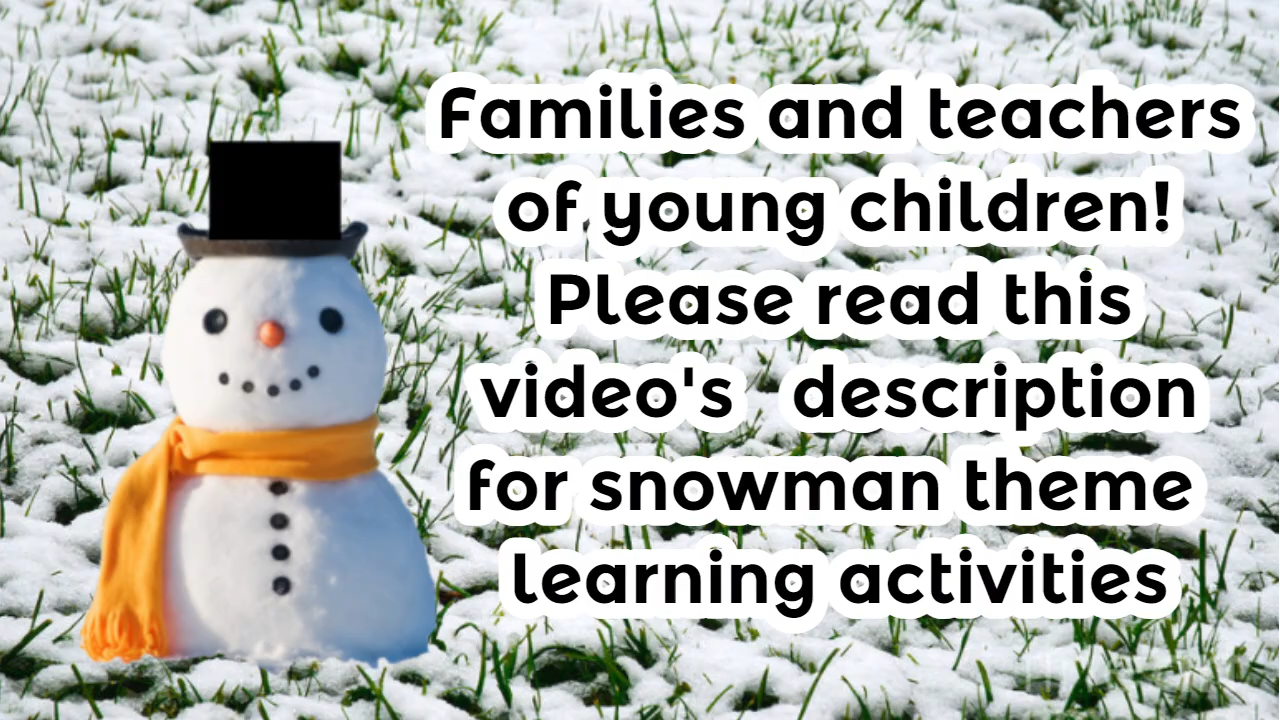 Families and teachers
of young children!
Please read this
video's description
for snowman theme
learning activities